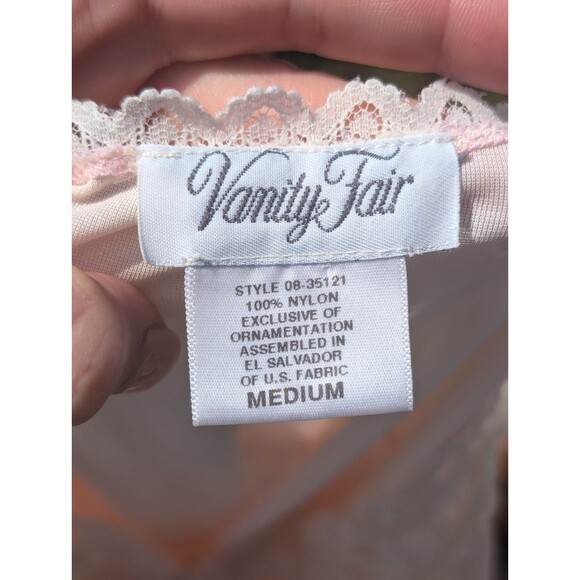 Vanity Fair
STYLE 08-35121
100% NYLON
EXCLUSIVE OF
ORNAMENTATION
ASSEMBLED IN
EL SALVADOR
OF U.S. FABRIC
MEDIUM